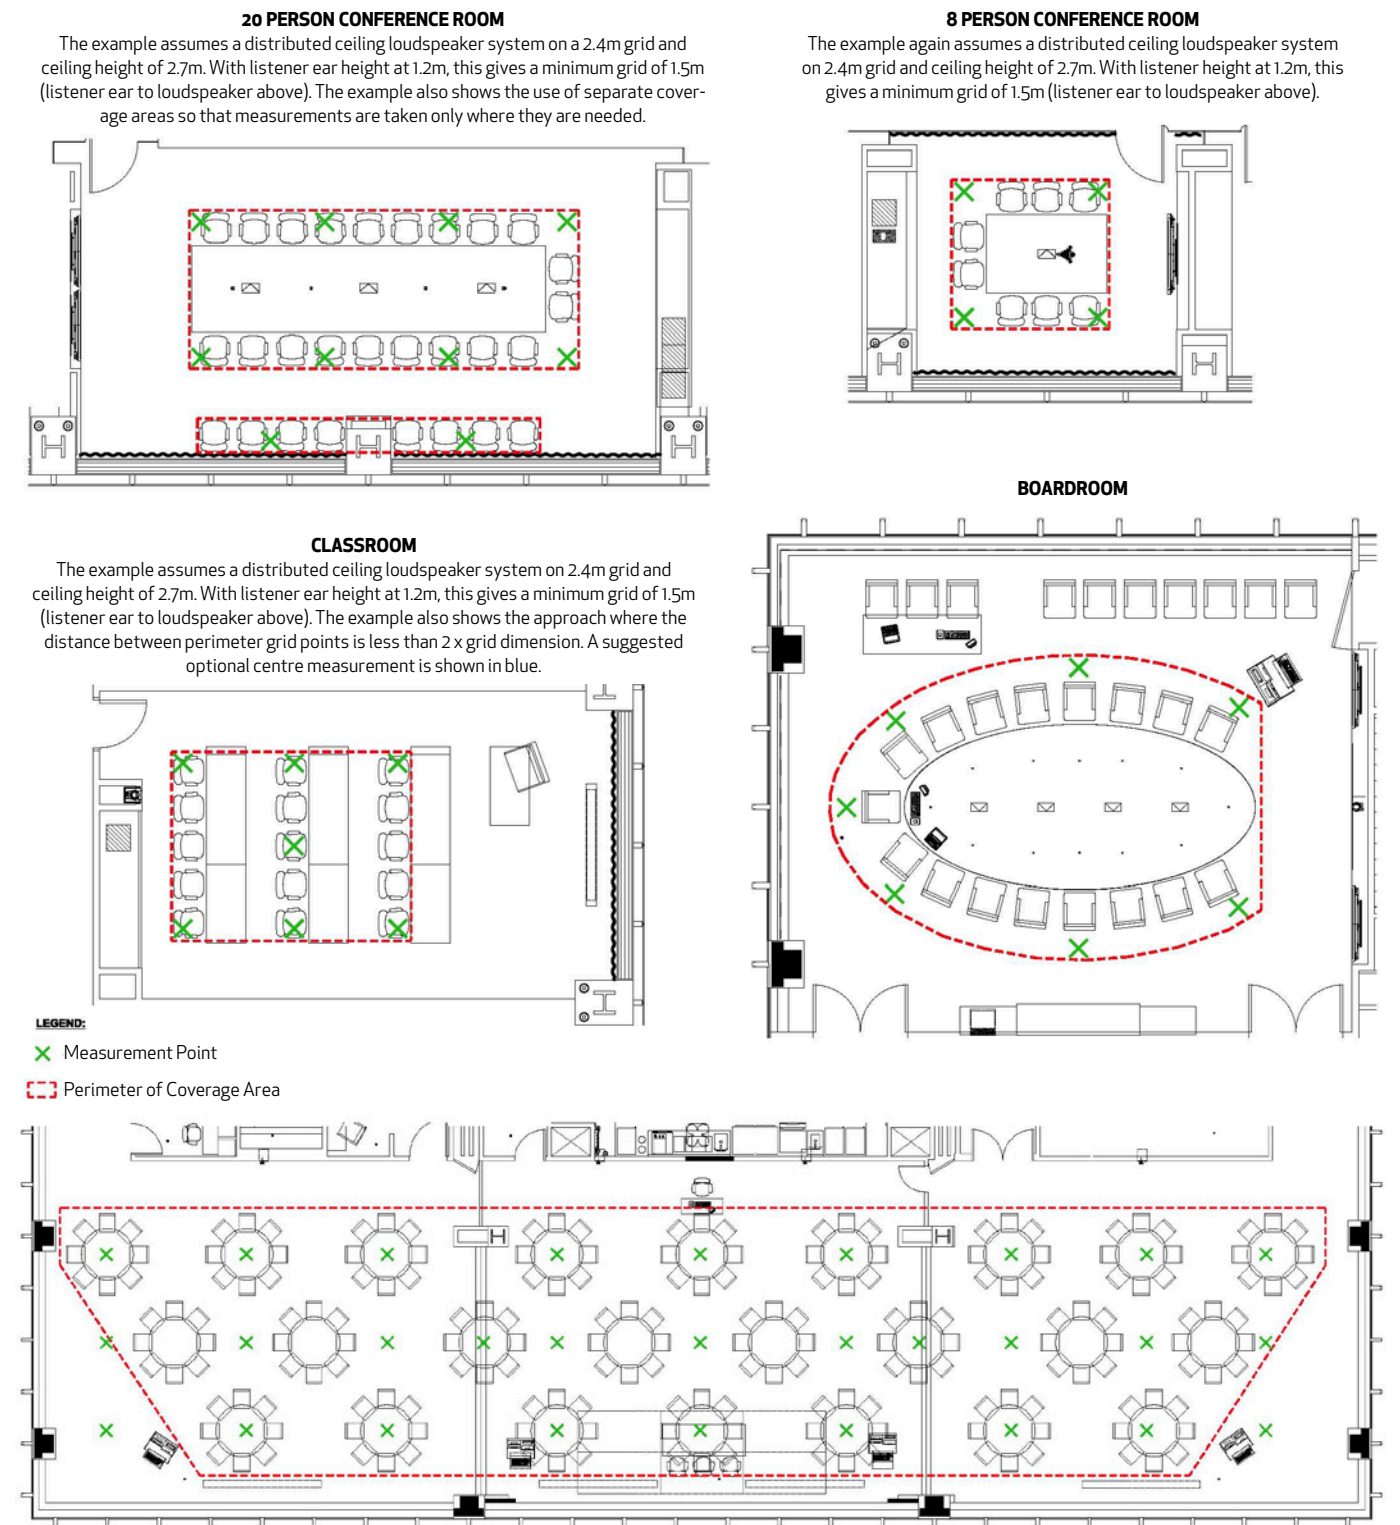 20 PERSON CONFERENCE ROOM
The example assumes a distributed ceiling loudspeaker system on a 2.4m grid and
ceiling height of 2.7m. With listener ear height at 1.2m, this gives a minimum grid of 1.5m
(listener ear to loudspeaker above). The example also shows the use of separate cover-
age areas so that measurements are taken only where they are needed.
8 PERSON CONFERENCE ROOM
The example again assumes a distributed ceiling loudspeaker system
on 2.4m grid and ceiling height of 2.7m. With listener height at 1.2m, this
gives a minimum grid of 1.5m (listener ear to loudspeaker above).
BOARDROOM
CLASSROOM
The example assumes a distributed ceiling loudspeaker system on 2.4m grid and
ceiling height of 2.7m. With listener ear height at 1.2m, this gives a minimum grid of 1.5m
(listener ear to loudspeaker above). The example also shows the approach where the
distance between perimeter grid points is less than 2 x grid dimension. A suggested
optional centre measurement is shown in blue.
LEGEND:
Measurement Point
Perimeter of Coverage Area